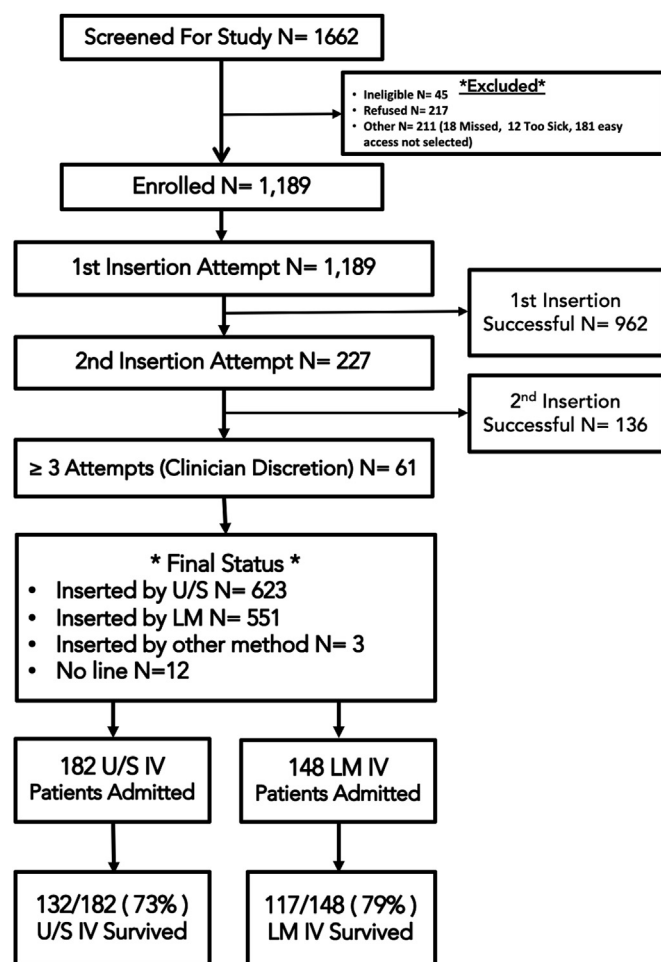 Screened For Study N= 1662
*Excluded*
• Ineligible N= 45
• Refused N= 217
• Other N= 211 (18 Missed, 12 Too Sick, 181 easy
access not selected)
Enrolled N= 1,189
1st Insertion Attempt N= 1,189
1st Insertion
Successful N= 962
2nd Insertion Attempt N= 227
2nd Insertion
Successful N= 136
≥ 3 Attempts (Clinician Discretion) N= 61
* Final Status *
• Inserted by U/S N= 623
• Inserted by LM N= 551
• Inserted by other method N= 3
• No line N=12
182 U/S IV
Patients Admitted
148 LM IV
Patients Admitted
132/182 ( 73% )
U/S IV Survived
117/148 ( 79% )
LM IV Survived